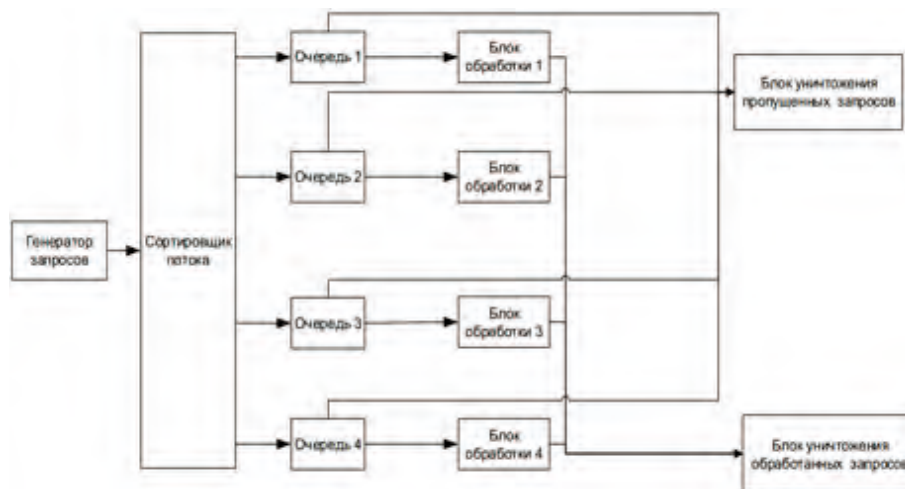 Очередь 1
Блок
обработки 1
Блок уничтожения
пропущенных запросов
Очередь 2
Блок
обработки 2
Генератор
запросов
Сортировщик
потока
Очередь 3
Блок
обработки 3
Очередь 4
Блок
обработки 4
Блок уничтожения
обработанных запросов